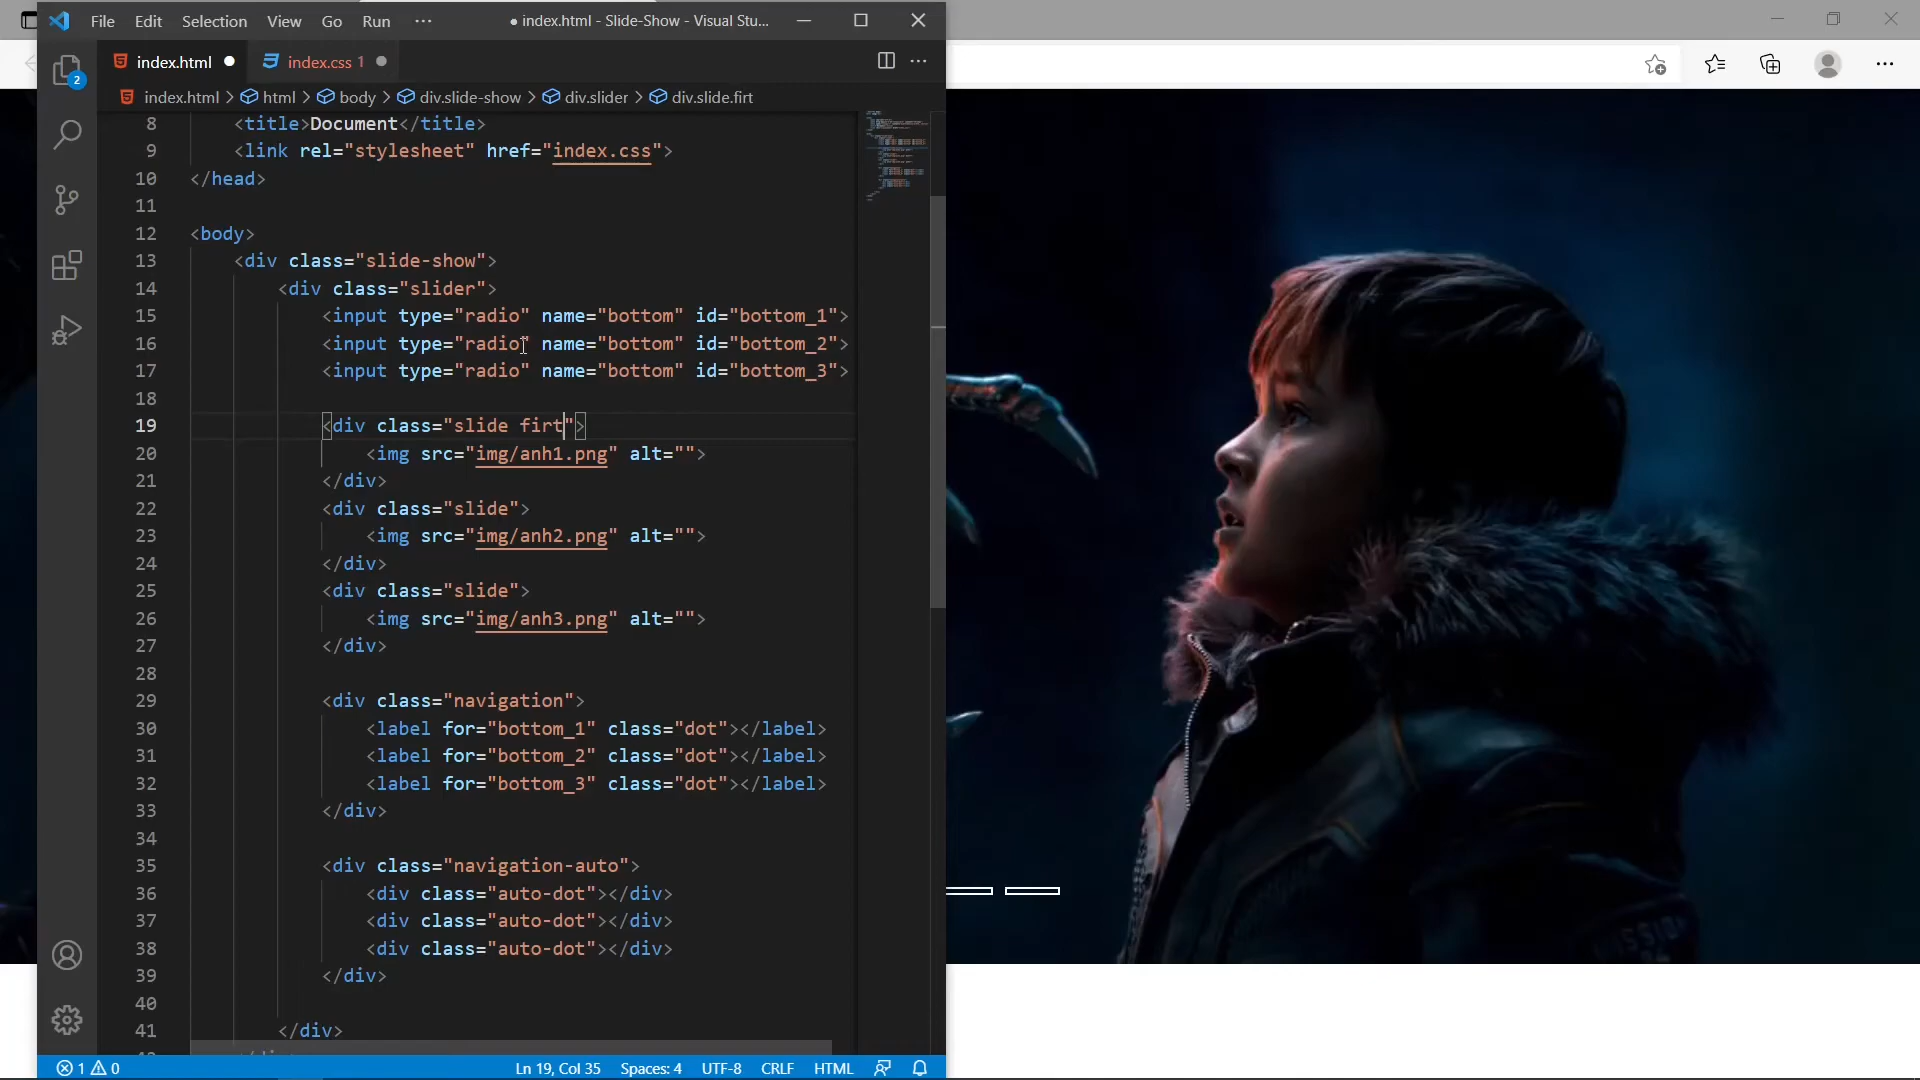 File Edit Selection View Go Run ··· ● index.html - Slide-Show - Visual Stu...
index.html ● index.css 1 ●
index.html > html > body > div.slide-show > div.slider > div.slide.firt
8 <title>Document</title>
9 <link rel="stylesheet" href="index.css">
10 </head>
11
12 <body>
13 <div class="slide-show">
14 <div class="slider">
15 <input type="radio" name="bottom" id="bottom_1">
16 <input type="radio" name="bottom" id="bottom_2">
17 <input type="radio" name="bottom" id="bottom_3">
18
19 <div class="slide firt">
20 <img src="img/anh1.png" alt="">
21 </div>
22 <div class="slide">
23 <img src="img/anh2.png" alt="">
24 </div>
25 <div class="slide">
26 <img src="img/anh3.png" alt="">
27 </div>
28
29 <div class="navigation">
30 <label for="bottom_1" class="dot"></label>
31 <label for="bottom_2" class="dot"></label>
32 <label for="bottom_3" class="dot"></label>
33 </div>
34
35 <div class="navigation-auto">
36 <div class="auto-dot"></div>
37 <div class="auto-dot"></div>
38 <div class="auto-dot"></div>
39 </div>
40
41 </div>
2
1 0 Ln 19, Col 35 Spaces: 4 UTF-8 CRLF HTML